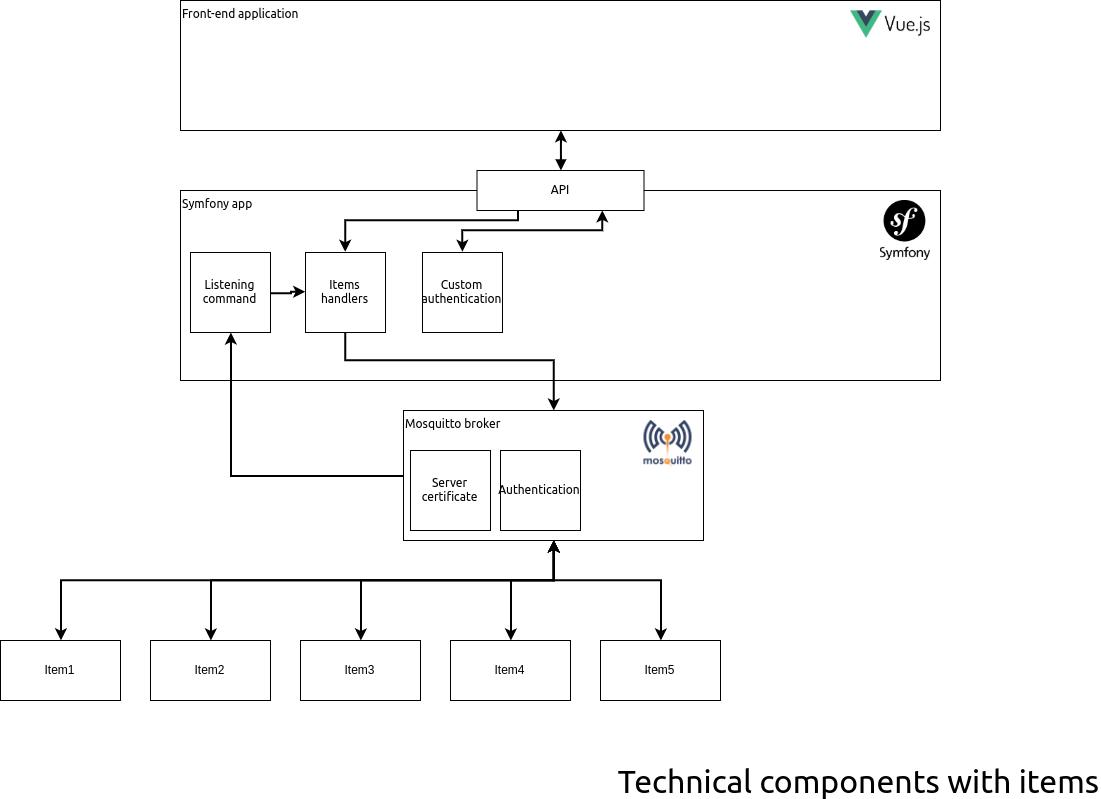 Front-end application
Vue.js
API
Symfony app
sf
Symfony
Listening
command
Items
handlers
Custom
authentication
Mosquitto broker
mosquitto
Server
certificate
Authentication
Item1
Item2
Item3
Item4
Item5
Technical components with items